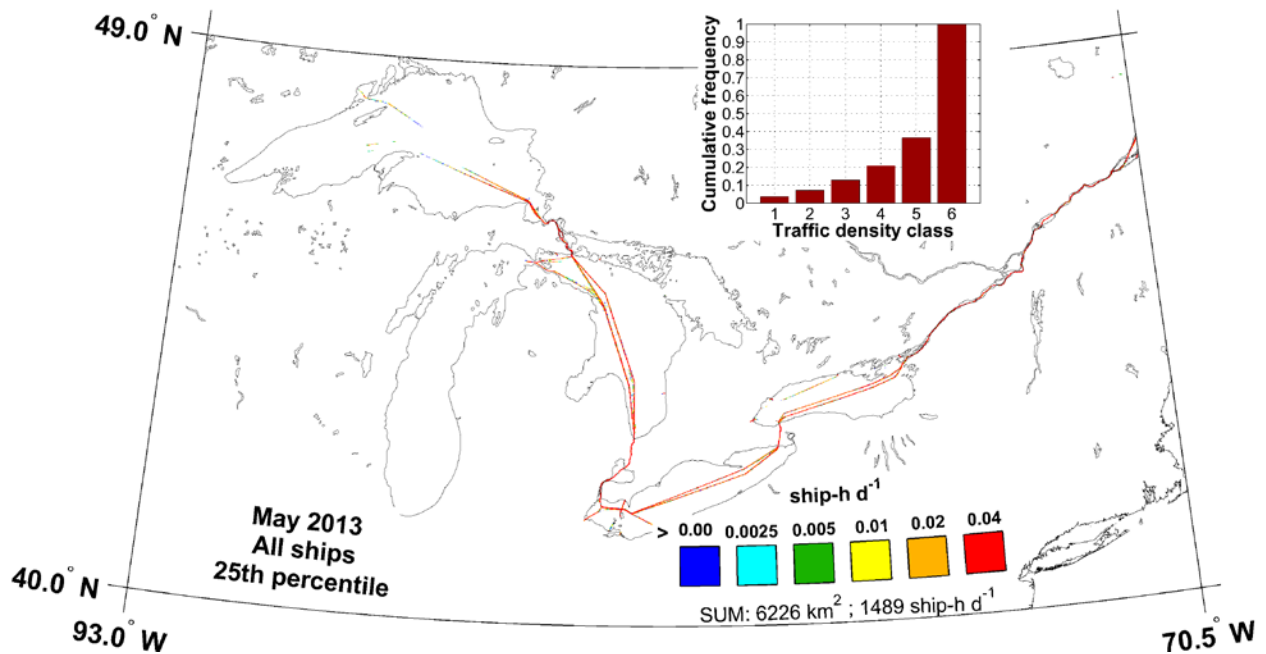 49.0° N
Cumulative frequency
1
0.9
0.8
0.7
0.6
0.5
0.4
0.3
0.2
0.1
0
1 2 3 4 5 6
Traffic density class
ship-h d⁻¹
> 0.00 0.0025 0.005 0.01 0.02 0.04
May 2013
All ships
25th percentile
SUM: 6226 km² ; 1489 ship-h d⁻¹
40.0° N
93.0° W
70.5° W